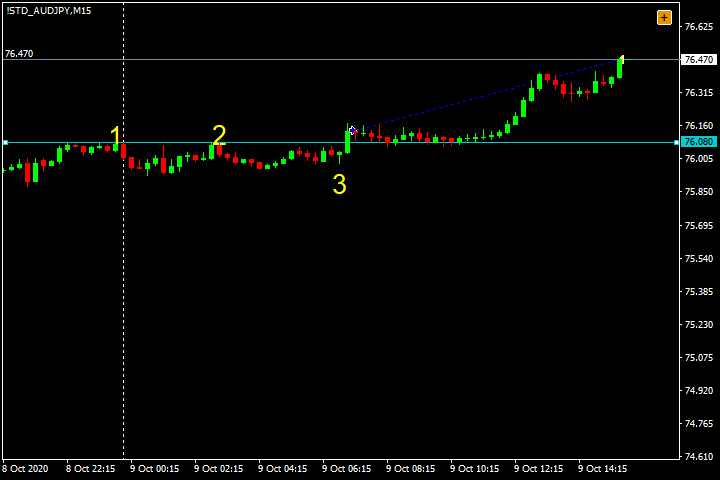 !STD_AUDJPY,M15
76.470
+
76.625
76.470
76.315
76.160
76.080
76.005
75.850
75.695
75.540
75.385
75.230
75.075
74.920
74.765
74.610
1
2
3
8 Oct 2020
8 Oct 22:15
9 Oct 00:15
9 Oct 02:15
9 Oct 04:15
9 Oct 06:15
9 Oct 08:15
9 Oct 10:15
9 Oct 12:15
9 Oct 14:15